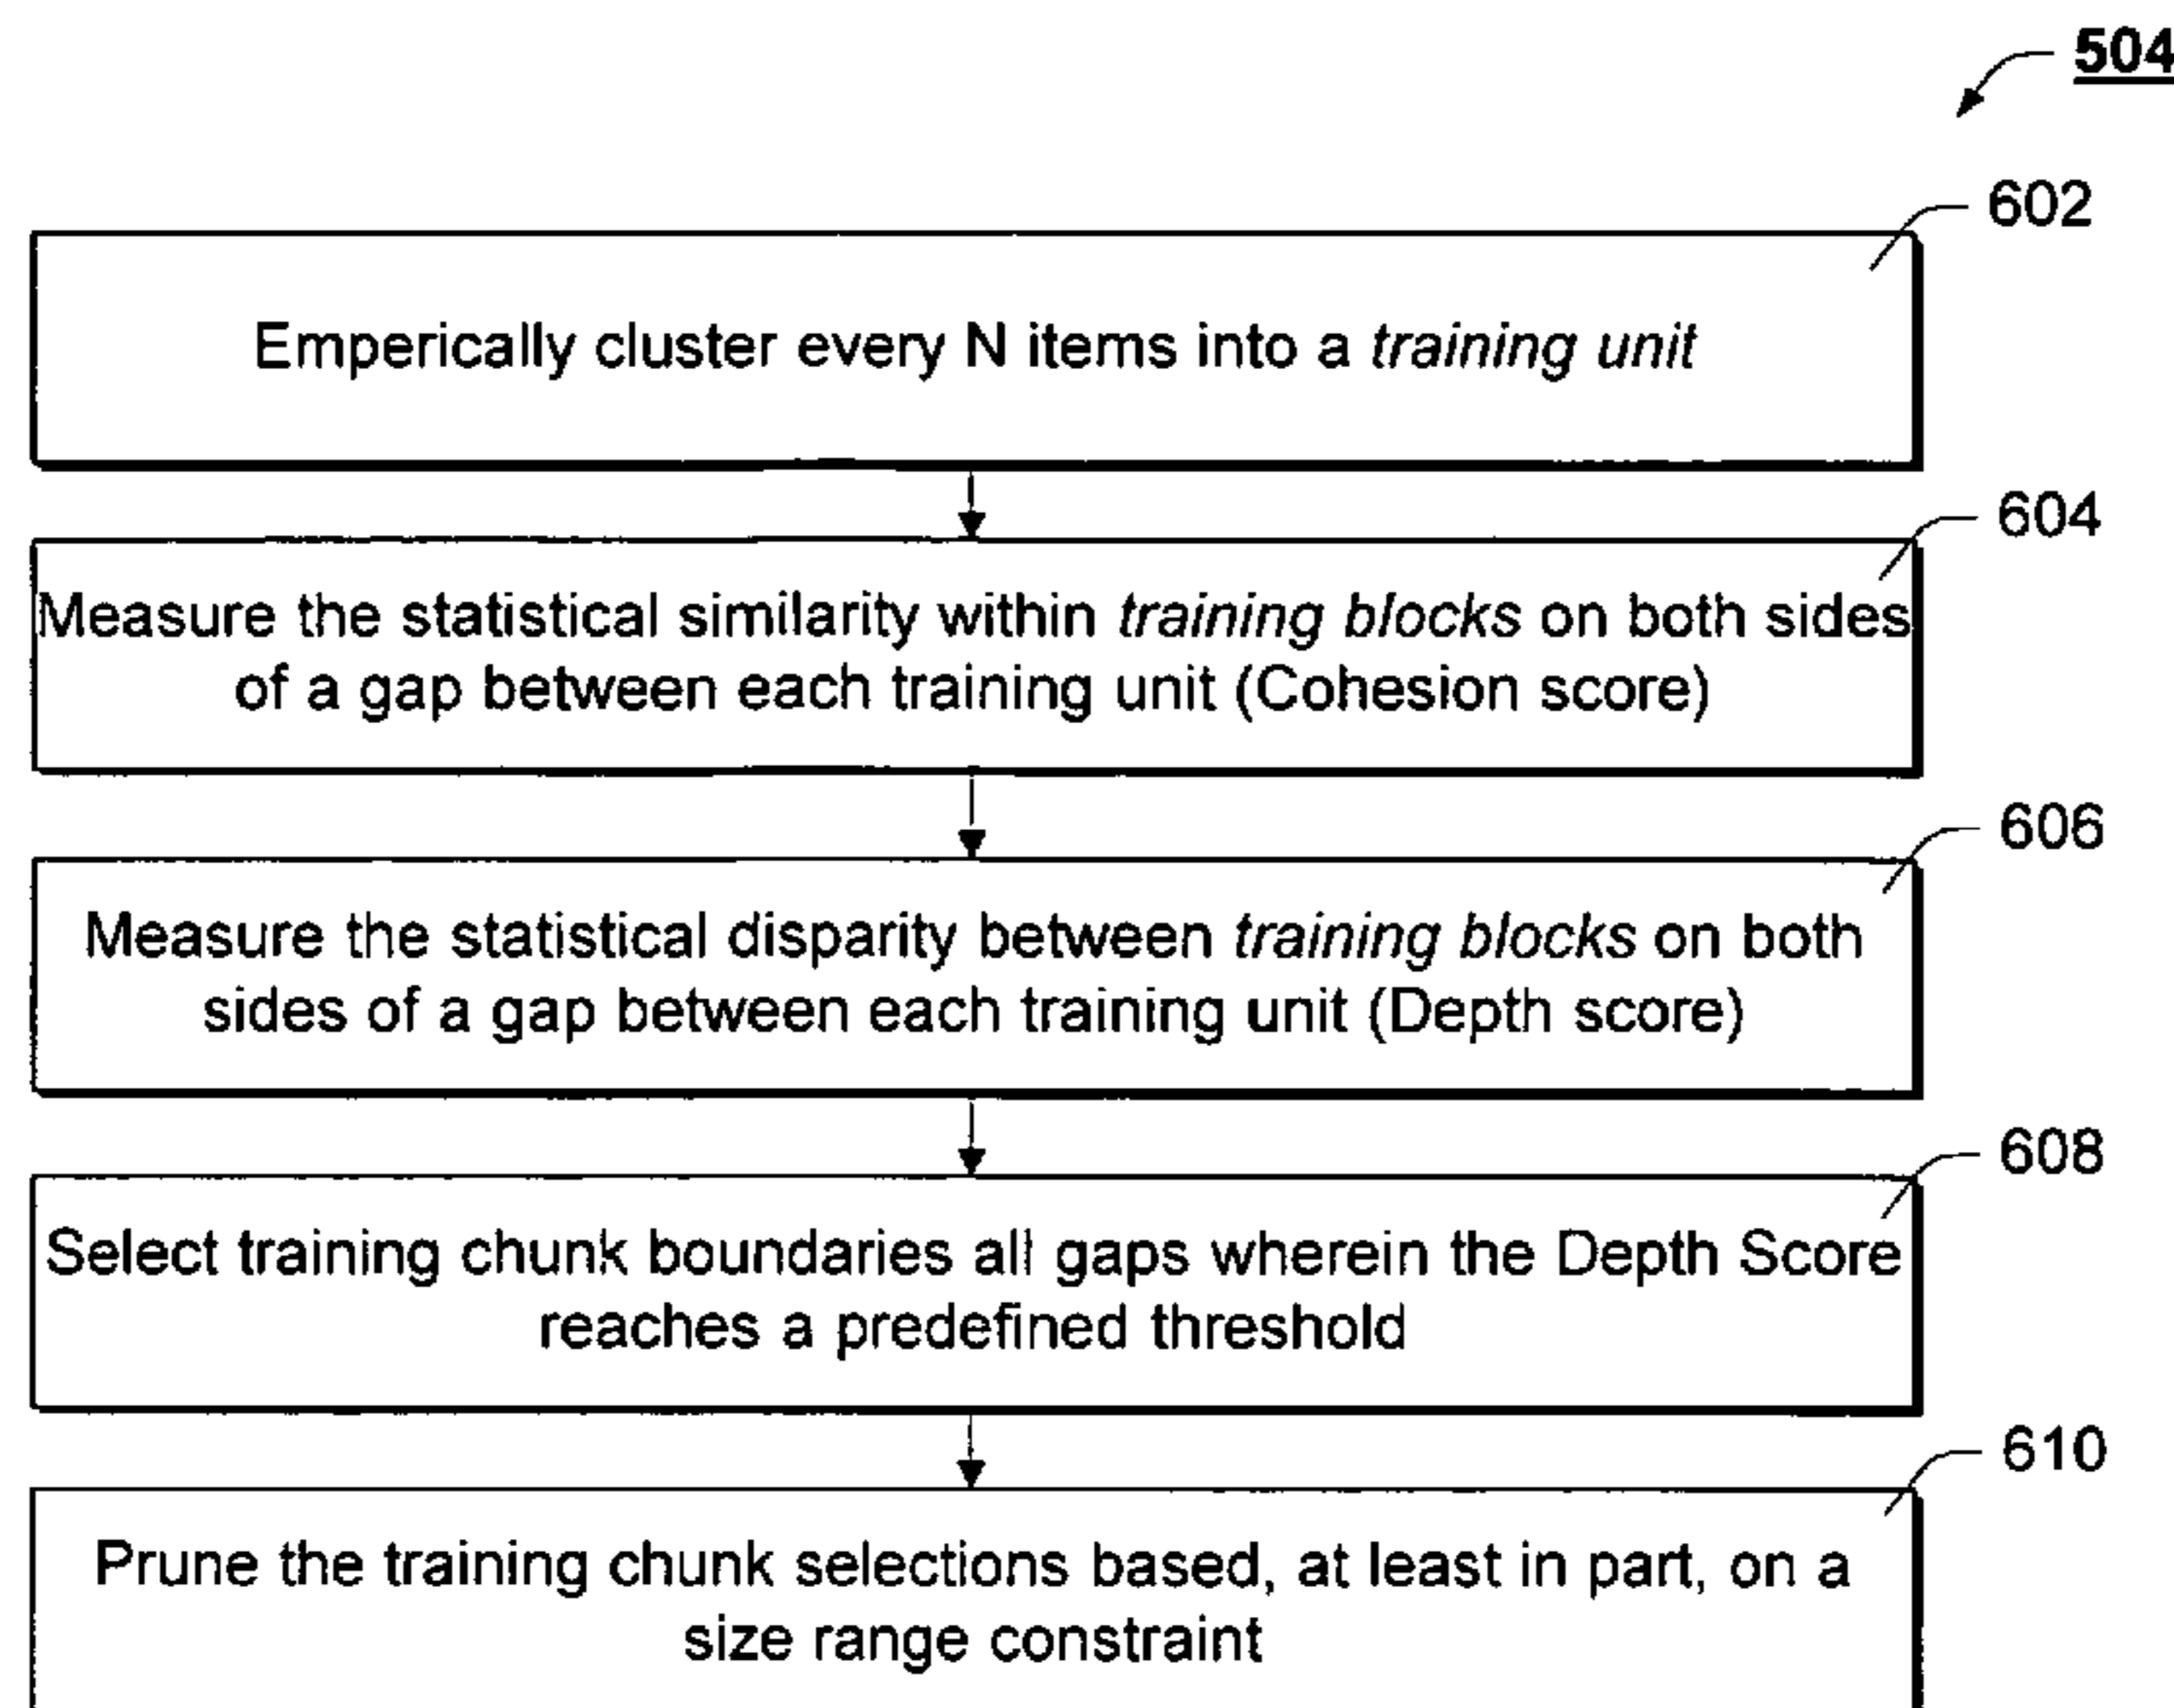 504
602
Emperically cluster every N items into a training unit
604
Measure the statistical similarity within training blocks on both sides
of a gap between each training unit (Cohesion score)
606
Measure the statistical disparity between training blocks on both
sides of a gap between each training unit (Depth score)
608
Select training chunk boundaries all gaps wherein the Depth Score
reaches a predefined threshold
610
Prune the training chunk selections based, at least in part, on a
size range constraint